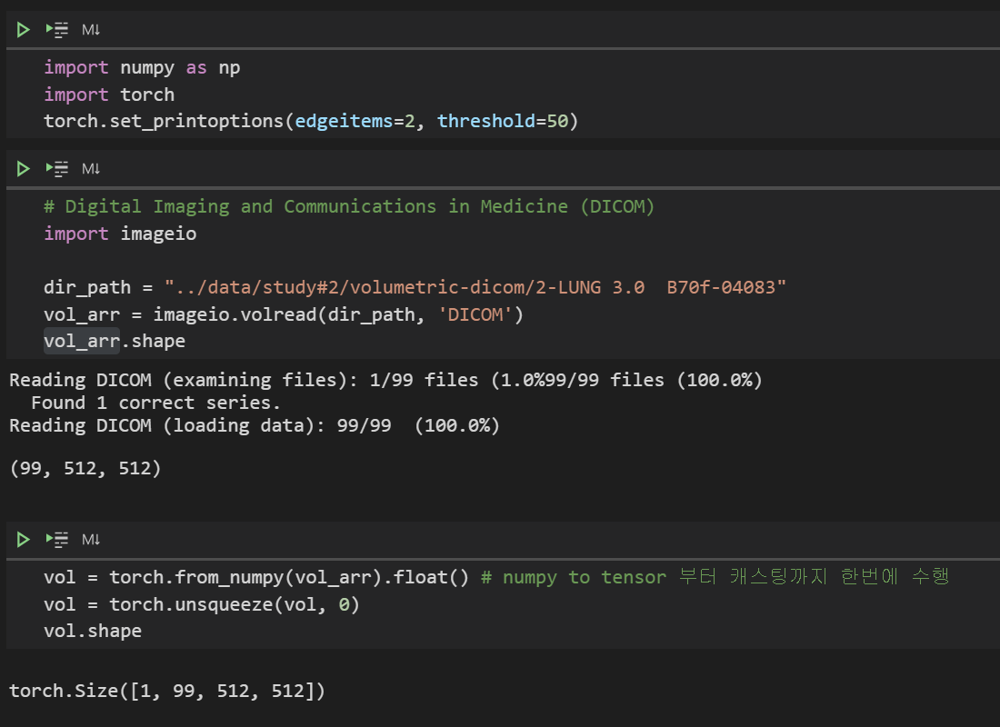 M↓
import numpy as np
import torch
torch.set_printoptions(edgeitems=2, threshold=50)
M↓
# Digital Imaging and Communications in Medicine (DICOM)
import imageio
dir_path = "../data/study#2/volumetric-dicom/2-LUNG 3.0  B70f-04083"
vol_arr = imageio.volread(dir_path, 'DICOM')
vol_arr.shape
Reading DICOM (examining files): 1/99 files (1.0%99/99 files (100.0%)
  Found 1 correct series.
Reading DICOM (loading data): 99/99  (100.0%)
(99, 512, 512)
M↓
vol = torch.from_numpy(vol_arr).float() # numpy to tensor 부터 캐스팅까지 한번에 수행
vol = torch.unsqueeze(vol, 0)
vol.shape
torch.Size([1, 99, 512, 512])